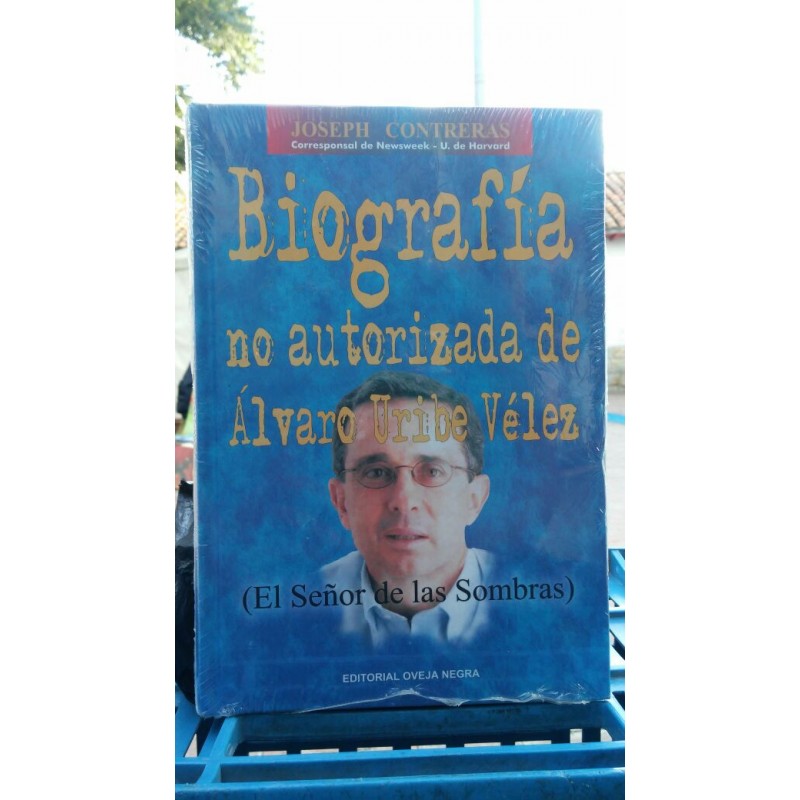 JOSEPH CONTRERAS
Corresponsal de Newsweek - U. de Harvard
Biografía
no autorizada de
Álvaro Uribe Vélez
(El Señor de las Sombras)
EDITORIAL OVEJA NEGRA